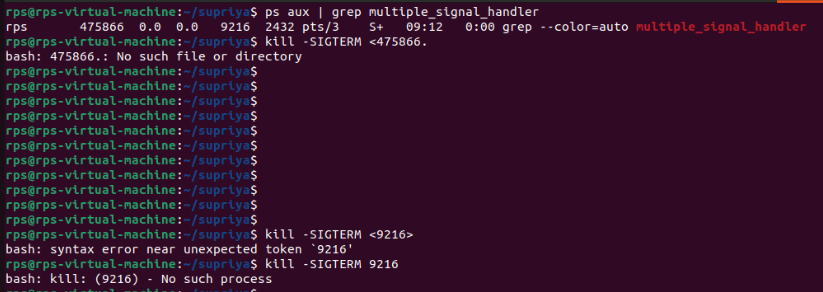 rps@rps-virtual-machine:~/supriya$ ps aux | grep multiple_signal_handler
rps      475866  0.0  0.0   9216  2432 pts/3    S+   09:12   0:00 grep --color=auto multiple_signal_handler
rps@rps-virtual-machine:~/supriya$ kill -SIGTERM <475866.
bash: 475866.: No such file or directory
rps@rps-virtual-machine:~/supriya$
rps@rps-virtual-machine:~/supriya$
rps@rps-virtual-machine:~/supriya$
rps@rps-virtual-machine:~/supriya$
rps@rps-virtual-machine:~/supriya$
rps@rps-virtual-machine:~/supriya$
rps@rps-virtual-machine:~/supriya$
rps@rps-virtual-machine:~/supriya$
rps@rps-virtual-machine:~/supriya$
rps@rps-virtual-machine:~/supriya$
rps@rps-virtual-machine:~/supriya$
rps@rps-virtual-machine:~/supriya$ kill -SIGTERM <9216>
bash: syntax error near unexpected token `9216'
rps@rps-virtual-machine:~/supriya$ kill -SIGTERM 9216
bash: kill: (9216) - No such process
rps@rps-virtual-machine:~/supriya$